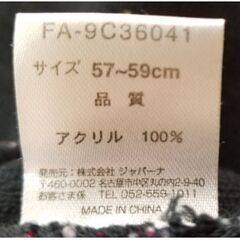 FA-9C36041
サイズ 57~59cm
品質
アクリル 100%
発売元：株式会社 ジャパーナ
〒460-0002 名古屋市中区丸の内2-9-40
お客さま係 TEL 052-559-1101
MADE IN CHINA